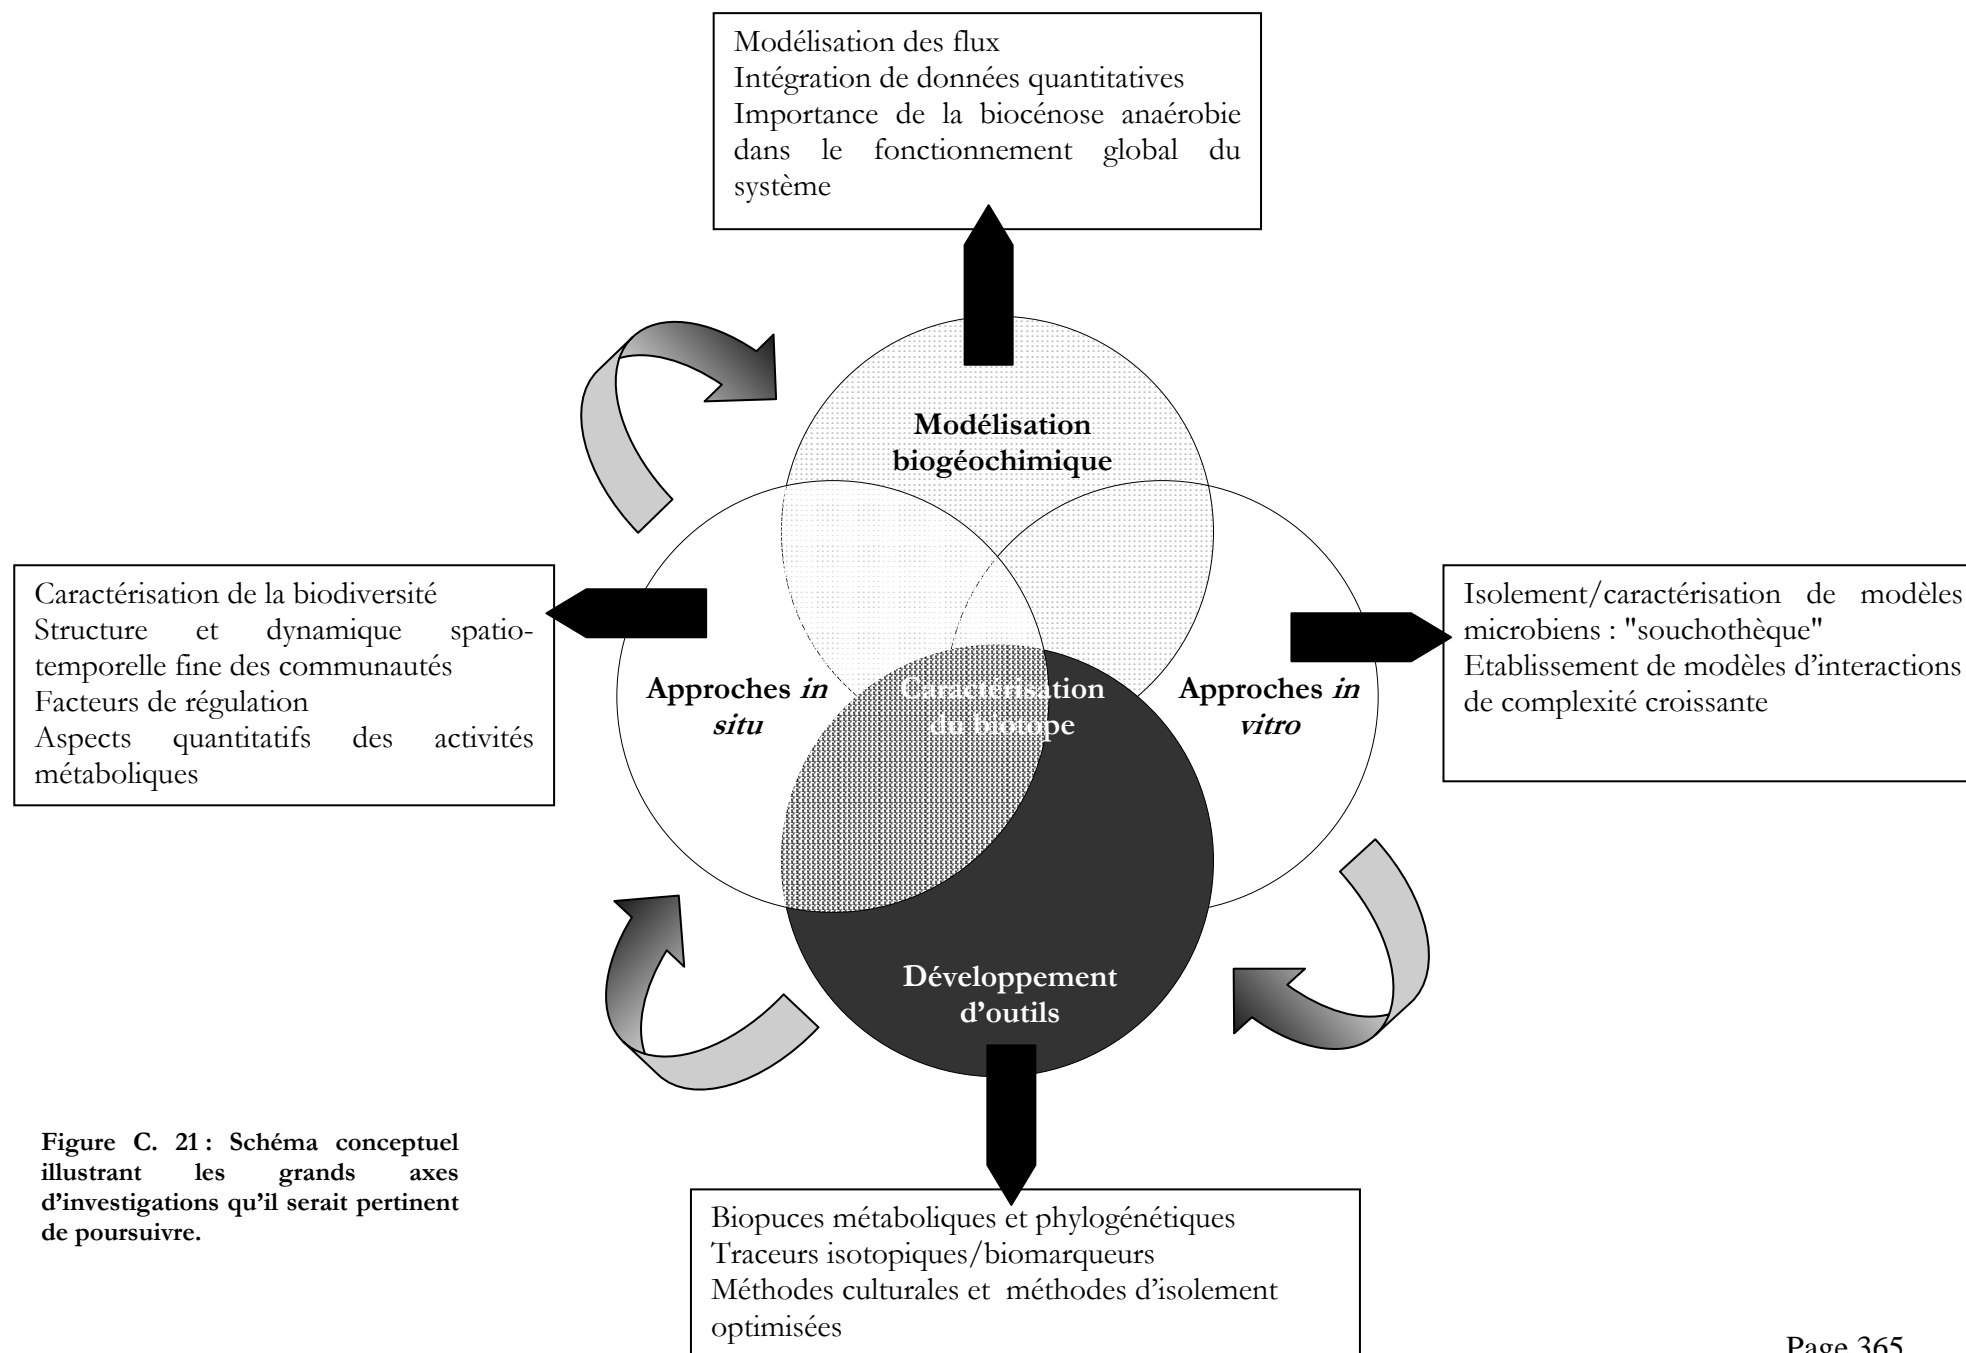 Modélisation des flux
Intégration de données quantitatives
Importance de la biocénose anaérobie
dans le fonctionnement global du
système
Modélisation
biogéochimique
Caractérisation de la biodiversité
Structure et dynamique spatio-
temporelle fine des communautés
Facteurs de régulation
Aspects quantitatifs des activités
métaboliques
Approches in
situ
Caractérisation
du biotope
Approches in
vitro
Isolement/caractérisation de modèles
microbiens : "souchothèque"
Etablissement de modèles d'interactions
de complexité croissante
Développement
d'outils
Figure C. 21 : Schéma conceptuel
illustrant les grands axes
d'investigations qu'il serait pertinent
de poursuivre.
Biopuces métaboliques et phylogénétiques
Traceurs isotopiques/biomarqueurs
Méthodes culturales et méthodes d'isolement
optimisées
Page 365